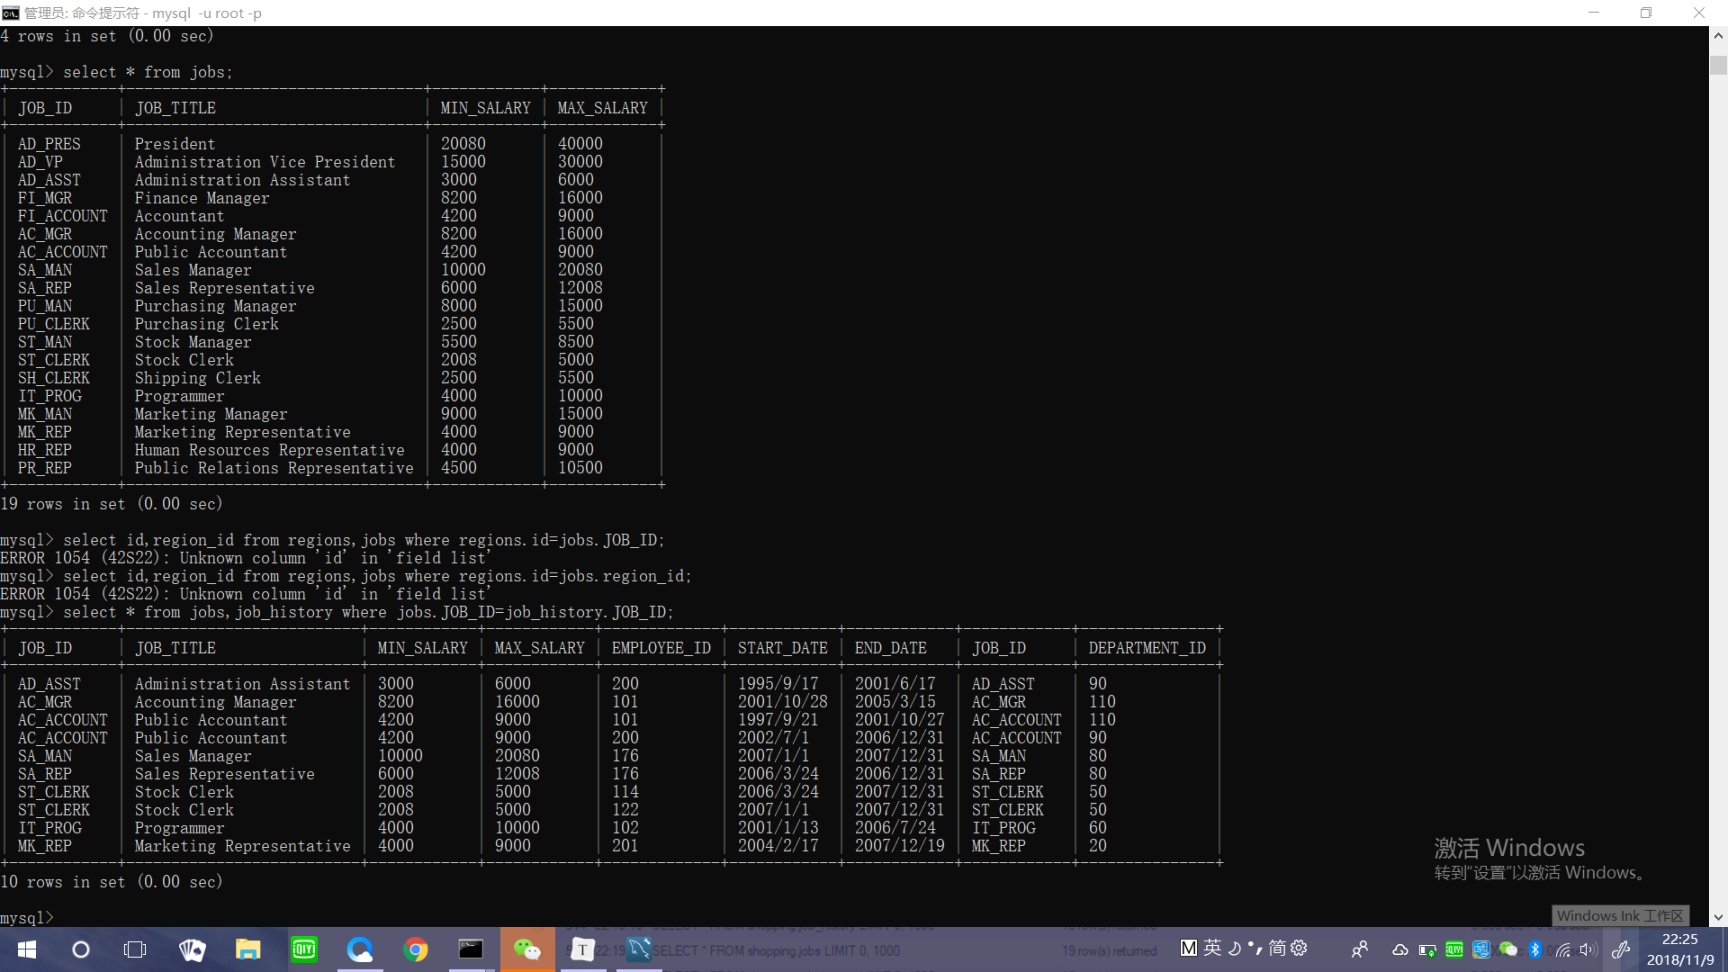 管理员: 命令提示符 - mysql  -u root -p
4 rows in set (0.00 sec)
mysql> select * from jobs;
| JOB_ID     | JOB_TITLE                       | MIN_SALARY | MAX_SALARY |
| AD_PRES    | President                       | 20080      | 40000      |
| AD_VP      | Administration Vice President   | 15000      | 30000      |
| AD_ASST    | Administration Assistant        | 3000       | 6000       |
| FI_MGR     | Finance Manager                 | 8200       | 16000      |
| FI_ACCOUNT | Accountant                      | 4200       | 9000       |
| AC_MGR     | Accounting Manager              | 8200       | 16000      |
| AC_ACCOUNT | Public Accountant               | 4200       | 9000       |
| SA_MAN     | Sales Manager                   | 10000      | 20080      |
| SA_REP     | Sales Representative            | 6000       | 12008      |
| PU_MAN     | Purchasing Manager              | 8000       | 15000      |
| PU_CLERK   | Purchasing Clerk                | 2500       | 5500       |
| ST_MAN     | Stock Manager                   | 5500       | 8500       |
| ST_CLERK   | Stock Clerk                     | 2008       | 5000       |
| SH_CLERK   | Shipping Clerk                  | 2500       | 5500       |
| IT_PROG    | Programmer                      | 4000       | 10000      |
| MK_MAN     | Marketing Manager               | 9000       | 15000      |
| MK_REP     | Marketing Representative        | 4000       | 9000       |
| HR_REP     | Human Resources Representative  | 4000       | 9000       |
| PR_REP     | Public Relations Representative | 4500       | 10500      |
19 rows in set (0.00 sec)
mysql> select id,region_id from regions,jobs where regions.id=jobs.JOB_ID;
ERROR 1054 (42S22): Unknown column 'id' in 'field list'
mysql> select id,region_id from regions,jobs where regions.id=jobs.region_id;
ERROR 1054 (42S22): Unknown column 'id' in 'field list'
mysql> select * from jobs,job_history where jobs.JOB_ID=job_history.JOB_ID;
| JOB_ID     | JOB_TITLE                | MIN_SALARY | MAX_SALARY | EMPLOYEE_ID | START_DATE | END_DATE   | JOB_ID     | DEPARTMENT_ID |
| AD_ASST    | Administration Assistant | 3000       | 6000       | 200         | 1995/9/17  | 2001/6/17  | AD_ASST    | 90            |
| AC_MGR     | Accounting Manager       | 8200       | 16000      | 101         | 2001/10/28 | 2005/3/15  | AC_MGR     | 110           |
| AC_ACCOUNT | Public Accountant        | 4200       | 9000       | 101         | 1997/9/21  | 2001/10/27 | AC_ACCOUNT | 110           |
| AC_ACCOUNT | Public Accountant        | 4200       | 9000       | 200         | 2002/7/1   | 2006/12/31 | AC_ACCOUNT | 90            |
| SA_MAN     | Sales Manager            | 10000      | 20080      | 176         | 2007/1/1   | 2007/12/31 | SA_MAN     | 80            |
| SA_REP     | Sales Representative     | 6000       | 12008      | 176         | 2006/3/24  | 2006/12/31 | SA_REP     | 80            |
| ST_CLERK   | Stock Clerk              | 2008       | 5000       | 114         | 2006/3/24  | 2007/12/31 | ST_CLERK   | 50            |
| ST_CLERK   | Stock Clerk              | 2008       | 5000       | 122         | 2007/1/1   | 2007/12/31 | ST_CLERK   | 50            |
| IT_PROG    | Programmer               | 4000       | 10000      | 102         | 2001/1/13  | 2006/7/24  | IT_PROG    | 60            |
| MK_REP     | Marketing Representative | 4000       | 9000       | 201         | 2004/2/17  | 2007/12/19 | MK_REP     | 20            |
10 rows in set (0.00 sec)
mysql>
激活 Windows
转到“设置”以激活 Windows。
Windows Ink 工作区
SELECT * FROM shopping.jobs LIMIT 0, 1000
19 row(s) returned
M 英 简
22:25
2018/11/9